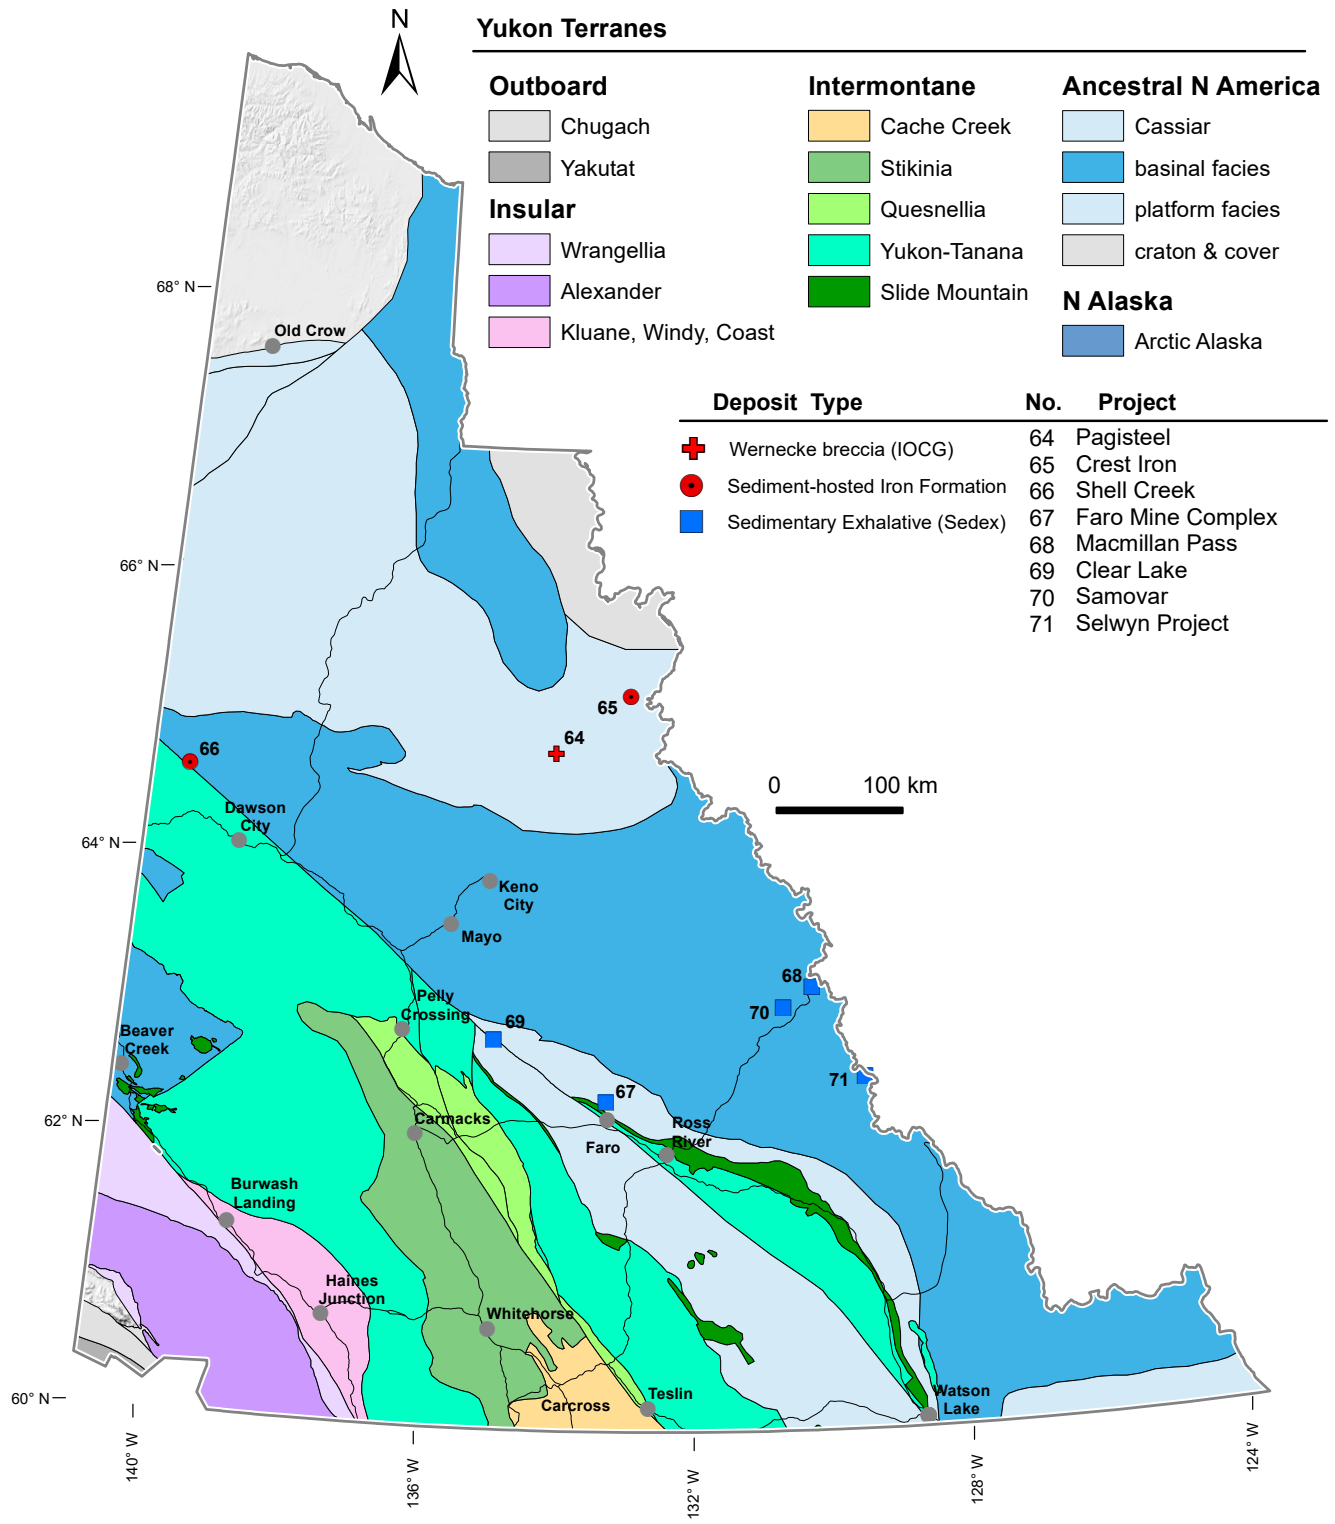 N
Yukon Terranes
Outboard
Chugach
Yakutat
Insular
Wrangellia
Alexander
Kluane, Windy, Coast
Intermontane
Cache Creek
Stikinia
Quesnellia
Yukon-Tanana
Slide Mountain
Ancestral N America
Cassiar
basinal facies
platform facies
craton & cover
N Alaska
Arctic Alaska
Deposit Type
Wernecke breccia (IOCG)
Sediment-hosted Iron Formation
Sedimentary Exhalative (Sedex)
No. Project
64 Pagisteel
65 Crest Iron
66 Shell Creek
67 Faro Mine Complex
68 Macmillan Pass
69 Clear Lake
70 Samovar
71 Selwyn Project
68° N
Old Crow
66° N
65
64
66
0 100 km
Dawson
City
64° N
Keno
City
Mayo
68
70
Pelly
Crossing
69
Beaver
Creek
71
67
62° N
Carmacks
Ross
River
Faro
Burwash
Landing
Haines
Junction
Whitehorse
60° N
Teslin
Carcross
Watson
Lake
140° W
136° W
132° W
128° W
124° W